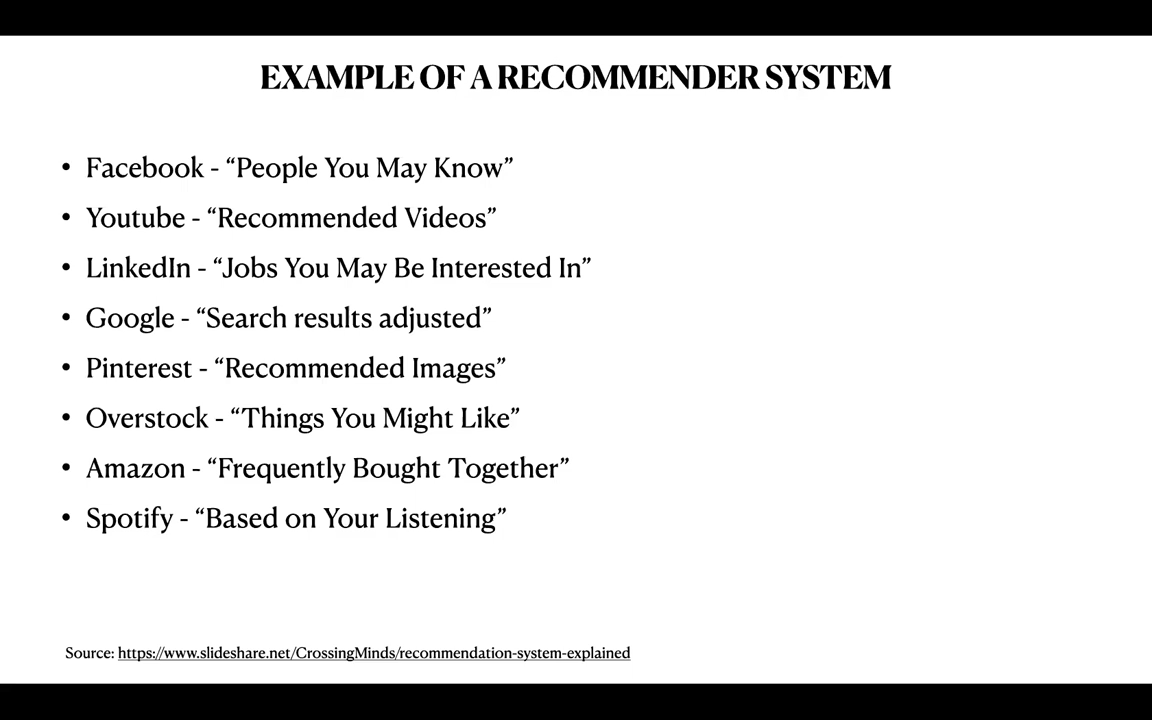 EXAMPLE OF A RECOMMENDER SYSTEM
• Facebook - “People You May Know”
• Youtube - “Recommended Videos”
• LinkedIn - “Jobs You May Be Interested In”
• Google - “Search results adjusted”
• Pinterest - “Recommended Images”
• Overstock - “Things You Might Like”
• Amazon - “Frequently Bought Together”
• Spotify - “Based on Your Listening”
Source: https://www.slideshare.net/CrossingMinds/recommendation-system-explained